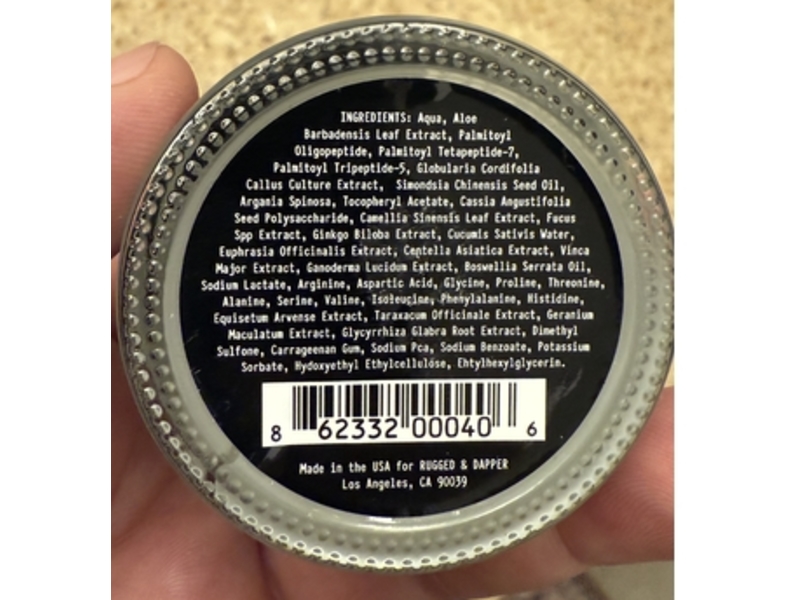 INGREDIENTS: Aqua, Aloe
Barbadensis Leaf Extract, Palmitoyl
Oligopeptide, Palmitoyl Tetapeptide-7,
Palmitoyl Tripeptide-5, Globularia Cordifolia
Callus Culture Extract, Simondsia Chinensis Seed Oil,
Argania Spinosa, Tocopheryl Acetate, Cassia Angustifolia
Seed Polysaccharide, Camellia Sinensis Leaf Extract, Fucus
Spp Extract, Ginkgo Biloba Extract, Cucumis Sativis Water,
Euphrasia Officinalis Extract, Centella Asiatica Extract, Vinca
Major Extract, Ganoderma Lucidum Extract, Boswellia Serrata Oil,
Sodium Lactate, Arginine, Aspartic Acid, Glycine, Proline, Threonine,
Alanine, Serine, Valine, Isoleucine, Phenylalanine, Histidine,
Equisetum Arvense Extract, Taraxacum Officinale Extract, Geranium
Maculatum Extract, Glycyrrhiza Glabra Root Extract, Dimethyl
Sulfone, Carrageenan Gum, Sodium Pca, Sodium Benzoate, Potassium
Sorbate, Hydoxyethyl Ethylcellulose, Ehtylhexylglycerin.
8 62332 00040 6
Made in the USA for RUGGED & DAPPER
Los Angeles, CA 90039